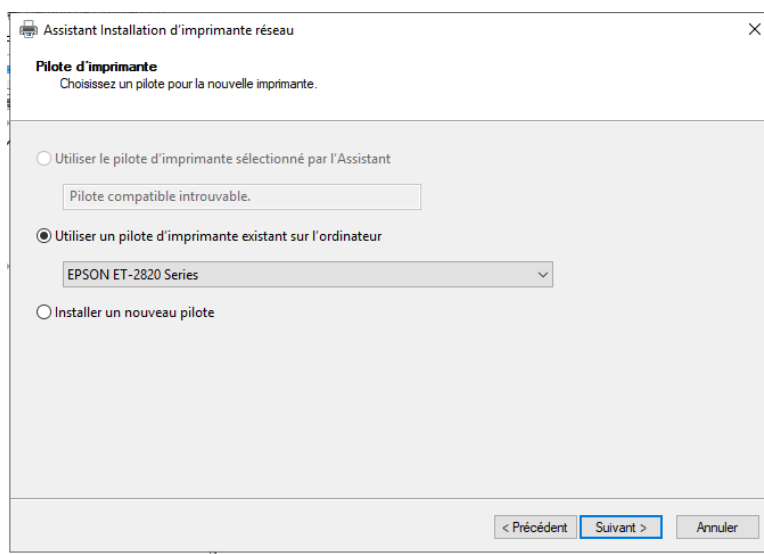 Assistant Installation d'imprimante réseau
Pilote d'imprimante
Choisissez un pilote pour la nouvelle imprimante.
Utiliser le pilote d'imprimante sélectionné par l'Assistant
Pilote compatible introuvable.
Utiliser un pilote d'imprimante existant sur l'ordinateur
EPSON ET-2820 Series
Installer un nouveau pilote
< Précédent Suivant > Annuler